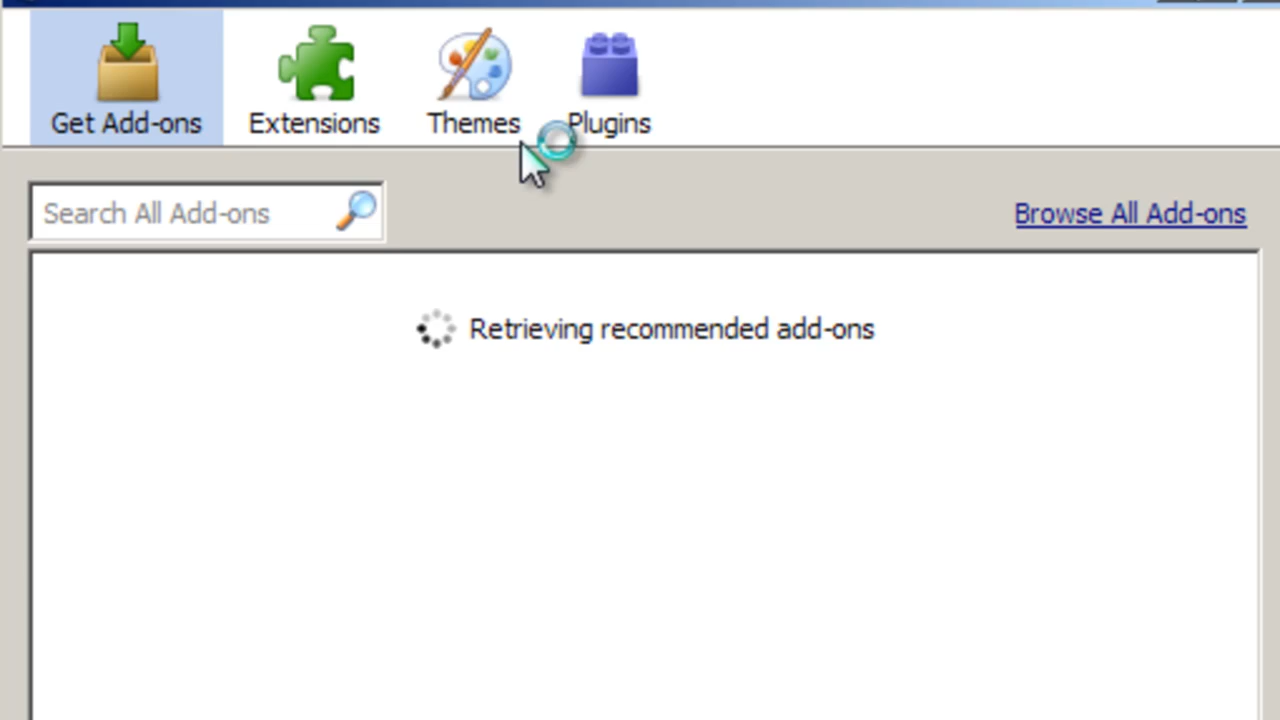 Get Add-ons Extensions Themes Plugins
Search All Add-ons Browse All Add-ons
Retrieving recommended add-ons